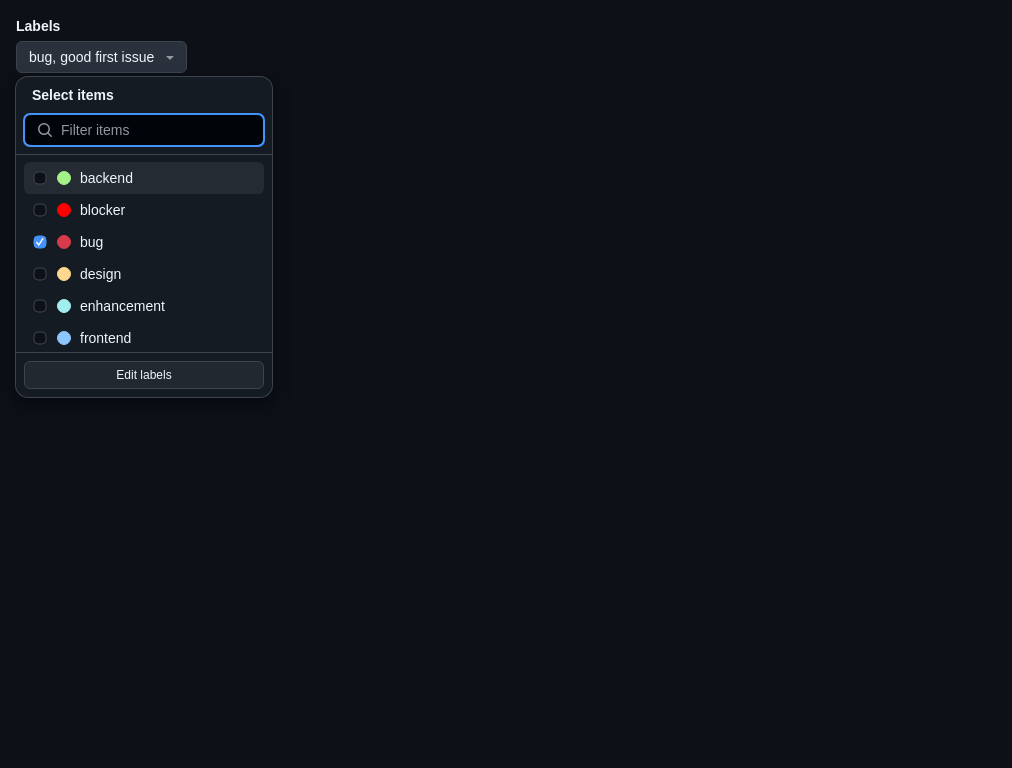 Labels
bug, good first issue
Select items
Filter items
backend
blocker
bug
design
enhancement
frontend
Edit labels